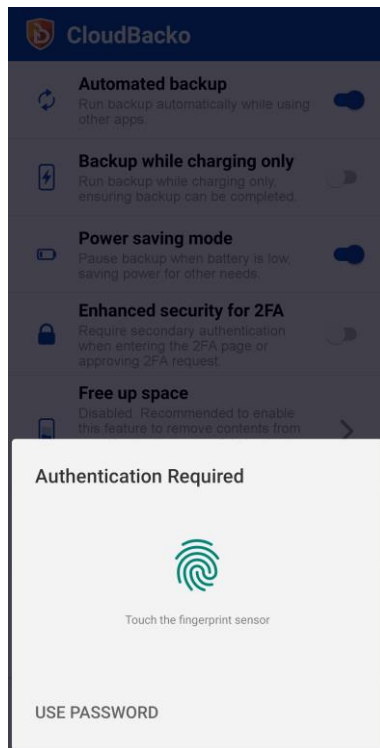 CloudBacko
Automated backup
Run backup automatically while using
other apps.
Backup while charging only
Run backup while charging only,
ensuring backup can be completed.
Power saving mode
Pause backup when battery is low,
saving power for other needs.
Enhanced security for 2FA
Require secondary authentication
when entering the 2FA page or
approving 2FA request.
Free up space
Disabled. Recommended to enable
this feature to remove contents from
Authentication Required
Touch the fingerprint sensor
USE PASSWORD